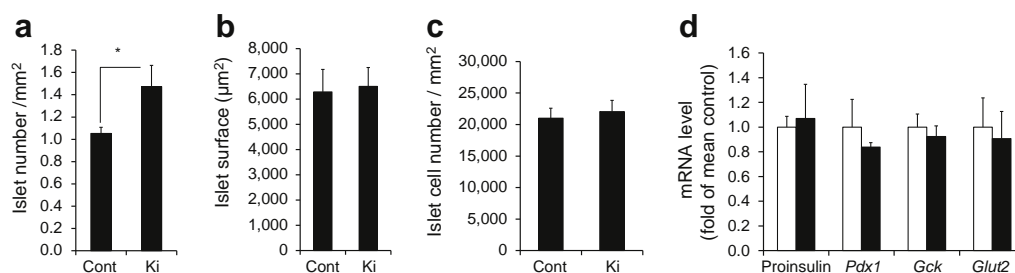 a
Islet number /mm²
1.8
1.6
1.4
1.2
1.0
0.8
0.6
0.4
0.2
0.0
*
Cont Ki
b
Islet surface (µm²)
8,000
7,000
6,000
5,000
4,000
3,000
2,000
1,000
0
Cont Ki
c
Islet cell number / mm²
30,000
25,000
20,000
15,000
10,000
5,000
0
Cont Ki
d
mRNA level
(fold of mean control)
1.6
1.4
1.2
1.0
0.8
0.6
0.4
0.2
0.0
Proinsulin Pdx1 Gck Glut2